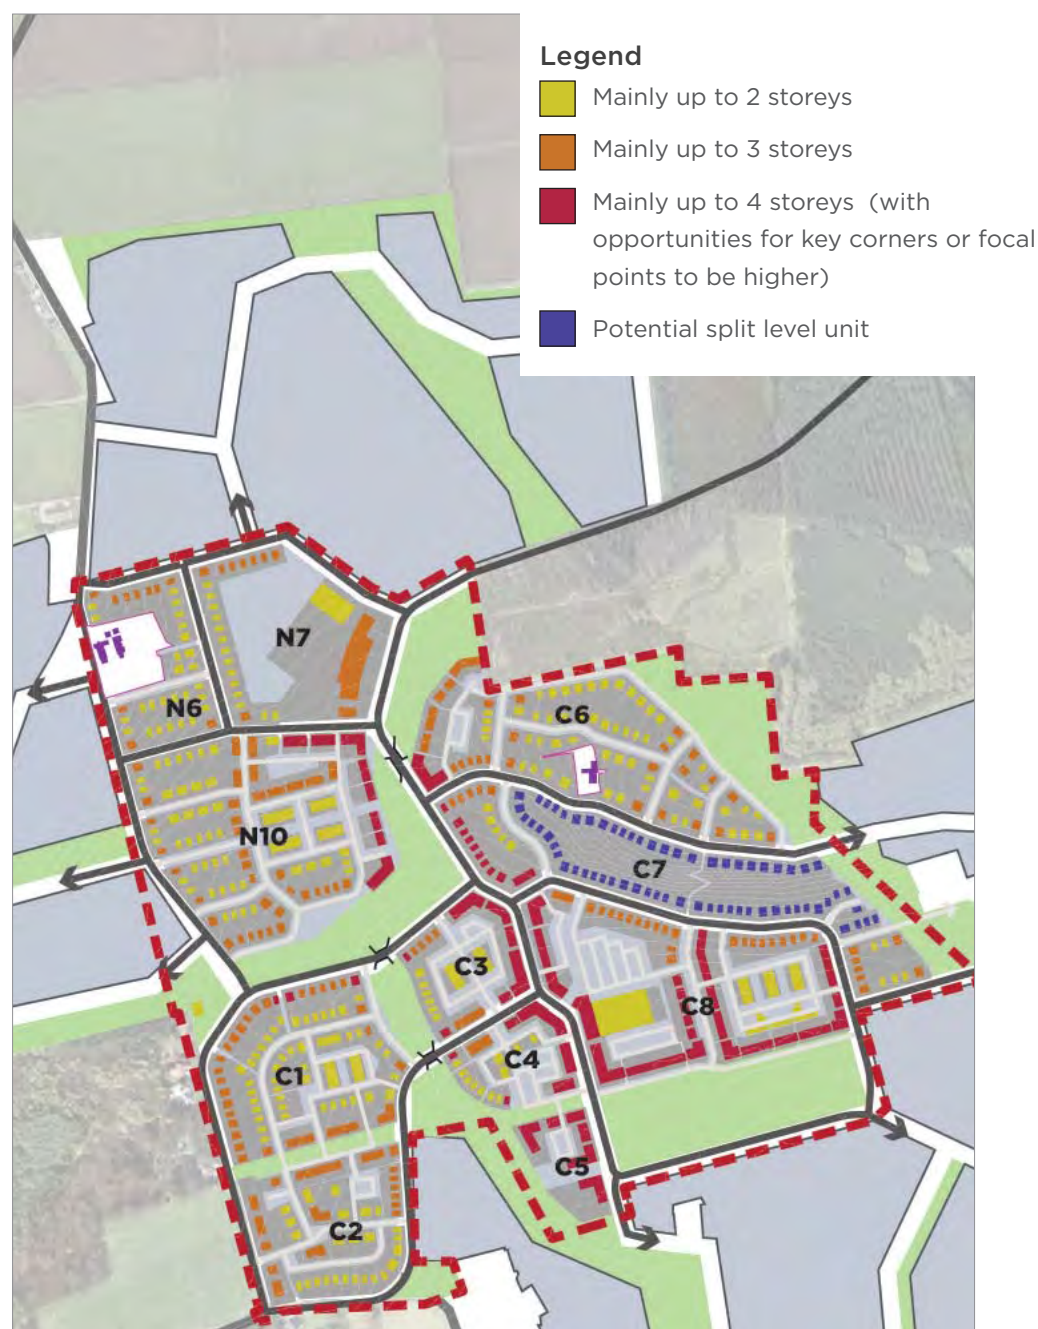 Legend
Mainly up to 2 storeys
Mainly up to 3 storeys
Mainly up to 4 storeys (with
opportunities for key corners or focal
points to be higher)
Potential split level unit
N7
N6
C6
N10
C7
C3
C8
C4
C1
C5
C2